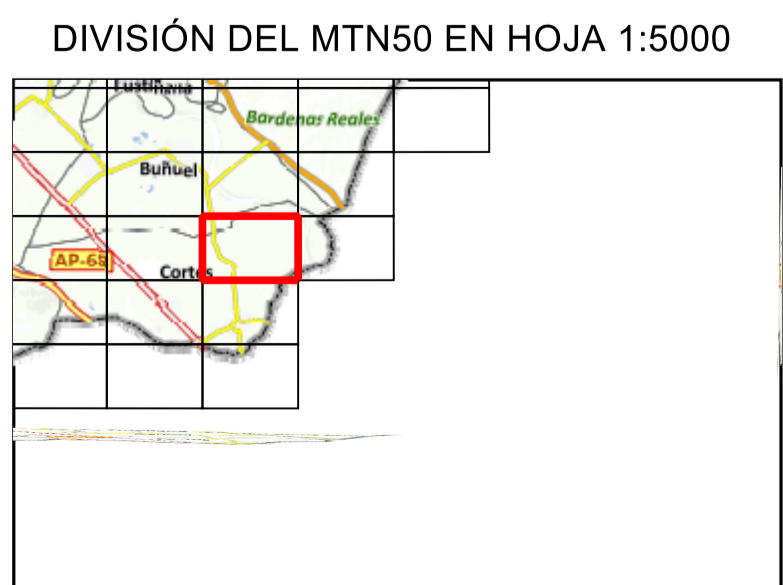 DIVISIÓN DEL MTN50 EN HOJA 1:5000
Bardenas Reales
Buñuel
AP-68
Cortes